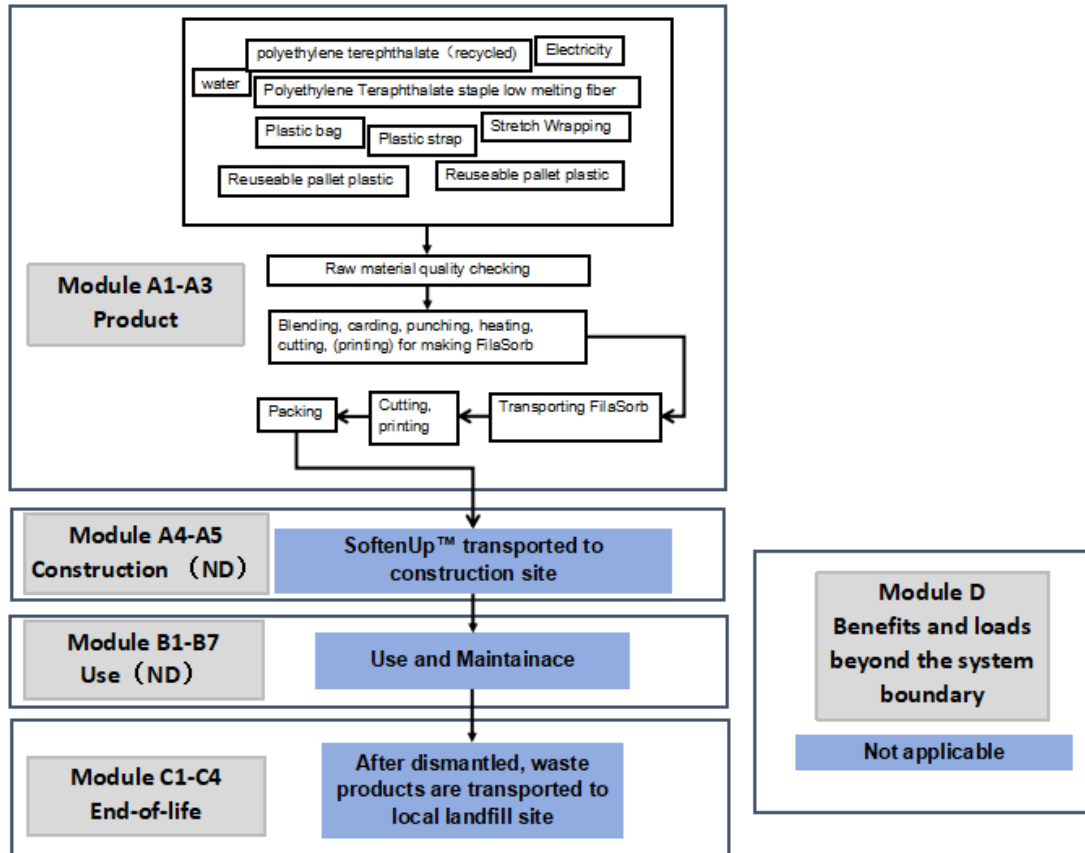 polyethylene terephthalate（recycled)
Electricity
water
Polyethylene Teraphthalate staple low melting fiber
Plastic bag
Plastic strap
Stretch Wrapping
Reuseable pallet plastic
Reuseable pallet plastic
Raw material quality checking
Module A1-A3
Product
Blending, carding, punching, heating,
cutting, (printing) for making FilaSorb
Packing
Cutting,
printing
Transporting FilaSorb
Module A4-A5
Construction （ND）
SoftenUp™ transported to
construction site
Module B1-B7
Use（ND）
Use and Maintainace
Module C1-C4
End-of-life
After dismantled, waste
products are transported to
local landfill site
Module D
Benefits and loads
beyond the system
boundary
Not applicable